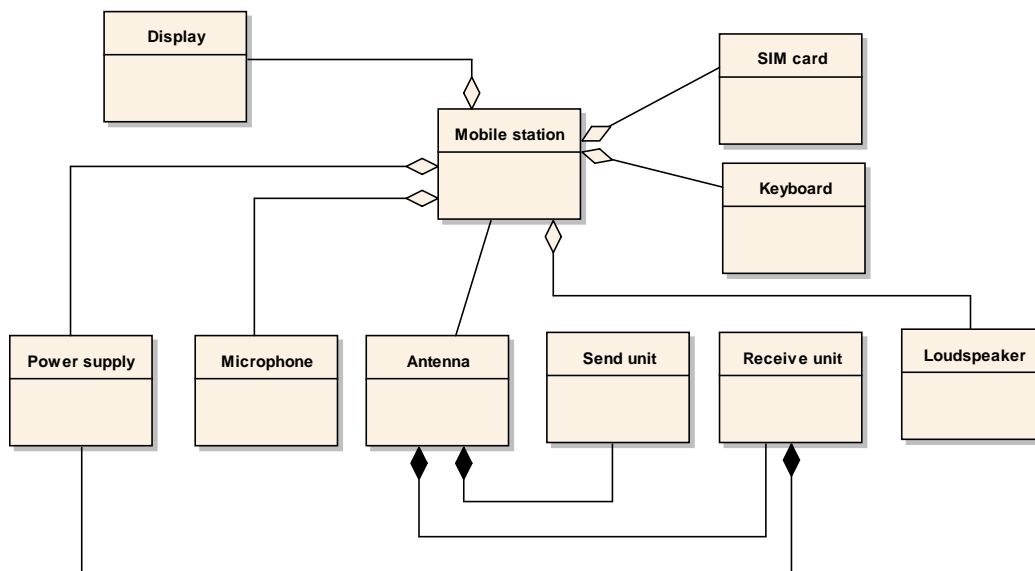 Display
SIM card
Mobile station
Keyboard
Power supply
Microphone
Antenna
Send unit
Receive unit
Loudspeaker